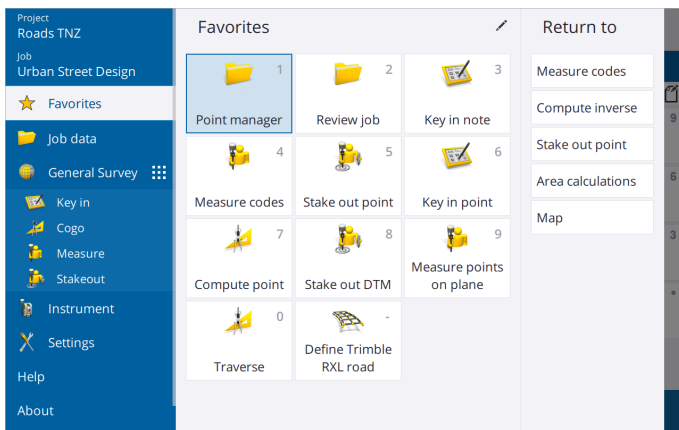 Project
Roads TNZ
Job
Urban Street Design
Favorites
Job data
General Survey
Key in
Cogo
Measure
Stakeout
Instrument
Settings
Help
About
Favorites
1
Point manager
2
Review job
3
Key in note
4
Measure codes
5
Stake out point
6
Key in point
7
Compute point
8
Stake out DTM
9
Measure points
on plane
0
Traverse
-
Define Trimble
RXL road
Return to
Measure codes
Compute inverse
Stake out point
Area calculations
Map
9
6
3